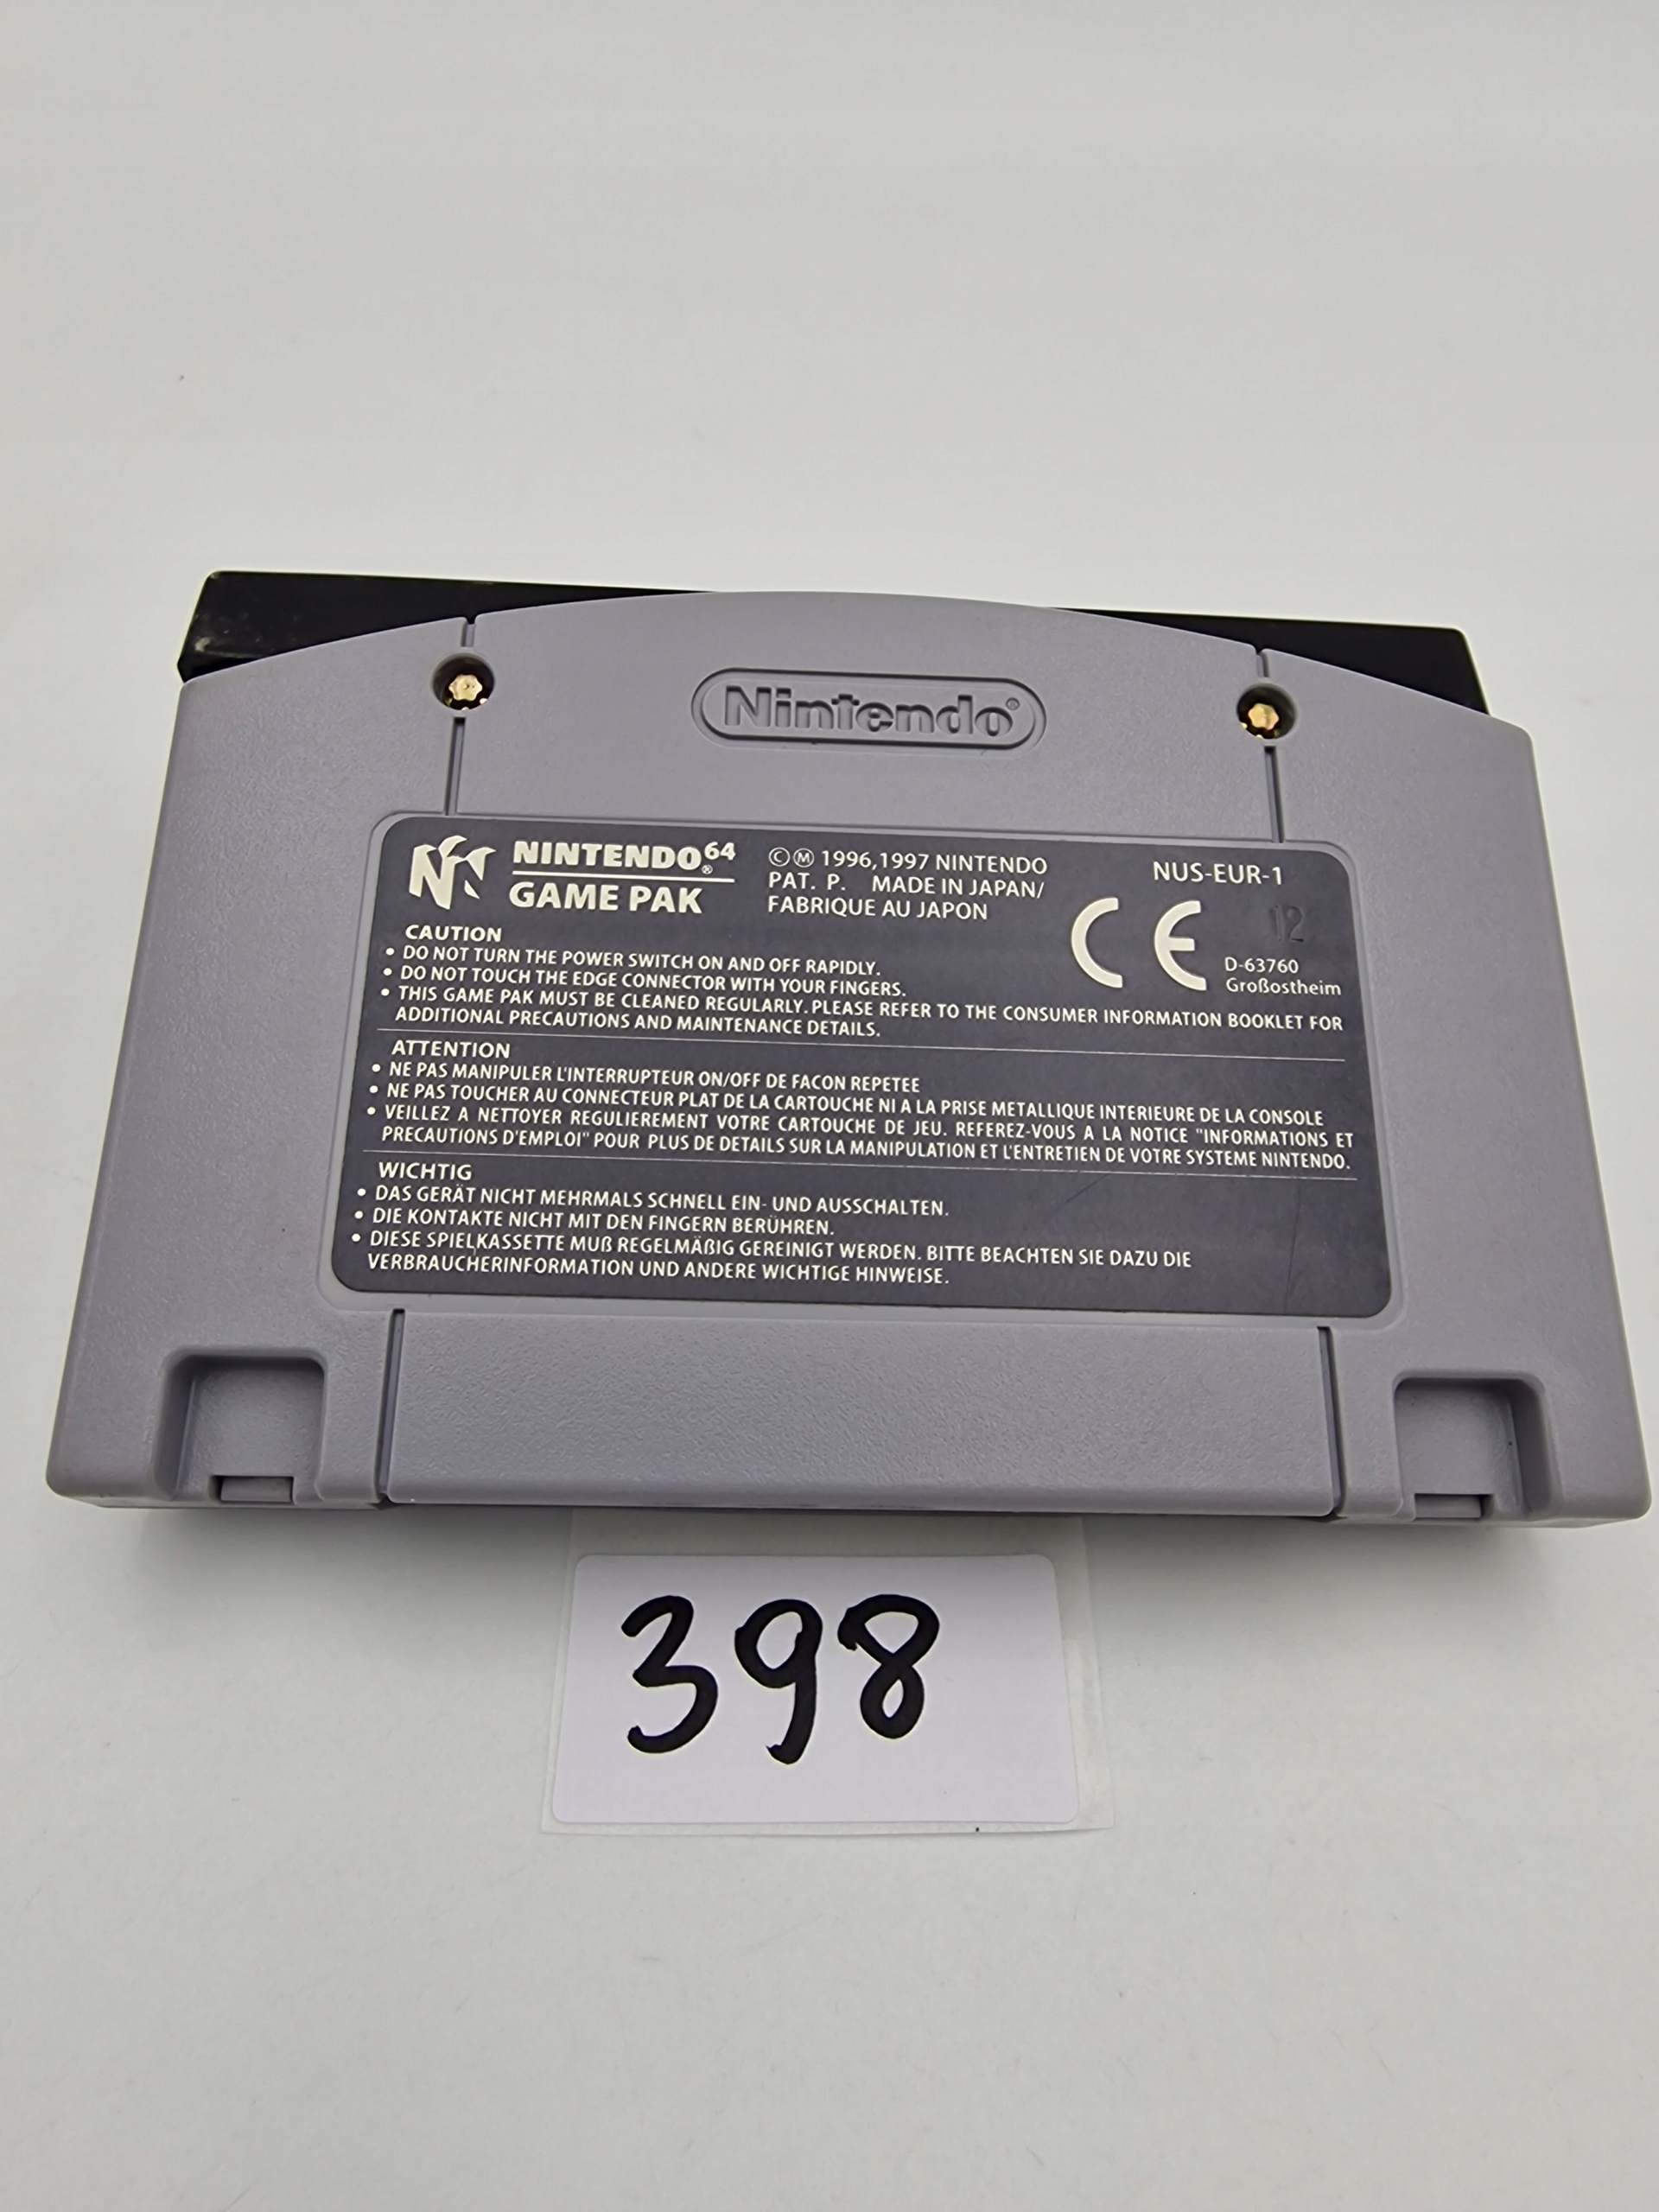 Nintendo®
NINTENDO64®
GAME PAK
ⒸⓂ 1996,1997 NINTENDO
PAT. P. MADE IN JAPAN/
FABRIQUE AU JAPON
NUS-EUR-1
CE
12
D-63760
Großostheim
CAUTION
• DO NOT TURN THE POWER SWITCH ON AND OFF RAPIDLY.
• DO NOT TOUCH THE EDGE CONNECTOR WITH YOUR FINGERS.
• THIS GAME PAK MUST BE CLEANED REGULARLY. PLEASE REFER TO THE CONSUMER INFORMATION BOOKLET FOR
ADDITIONAL PRECAUTIONS AND MAINTENANCE DETAILS.
ATTENTION
• NE PAS MANIPULER L'INTERRUPTEUR ON/OFF DE FACON REPETEE
• NE PAS TOUCHER AU CONNECTEUR PLAT DE LA CARTOUCHE NI A LA PRISE METALLIQUE INTERIEURE DE LA CONSOLE
• VEILLEZ A NETTOYER REGULIEREMENT VOTRE CARTOUCHE DE JEU. REFEREZ-VOUS A LA NOTICE "INFORMATIONS ET
PRECAUTIONS D'EMPLOI" POUR PLUS DE DETAILS SUR LA MANIPULATION ET L'ENTRETIEN DE VOTRE SYSTEME NINTENDO.
WICHTIG
• DAS GERÄT NICHT MEHRMALS SCHNELL EIN- UND AUSSCHALTEN.
• DIE KONTAKTE NICHT MIT DEN FINGERN BERÜHREN.
• DIESE SPIELKASSETTE MUß REGELMÄßIG GEREINIGT WERDEN. BITTE BEACHTEN SIE DAZU DIE
VERBRAUCHERINFORMATION UND ANDERE WICHTIGE HINWEISE.
398